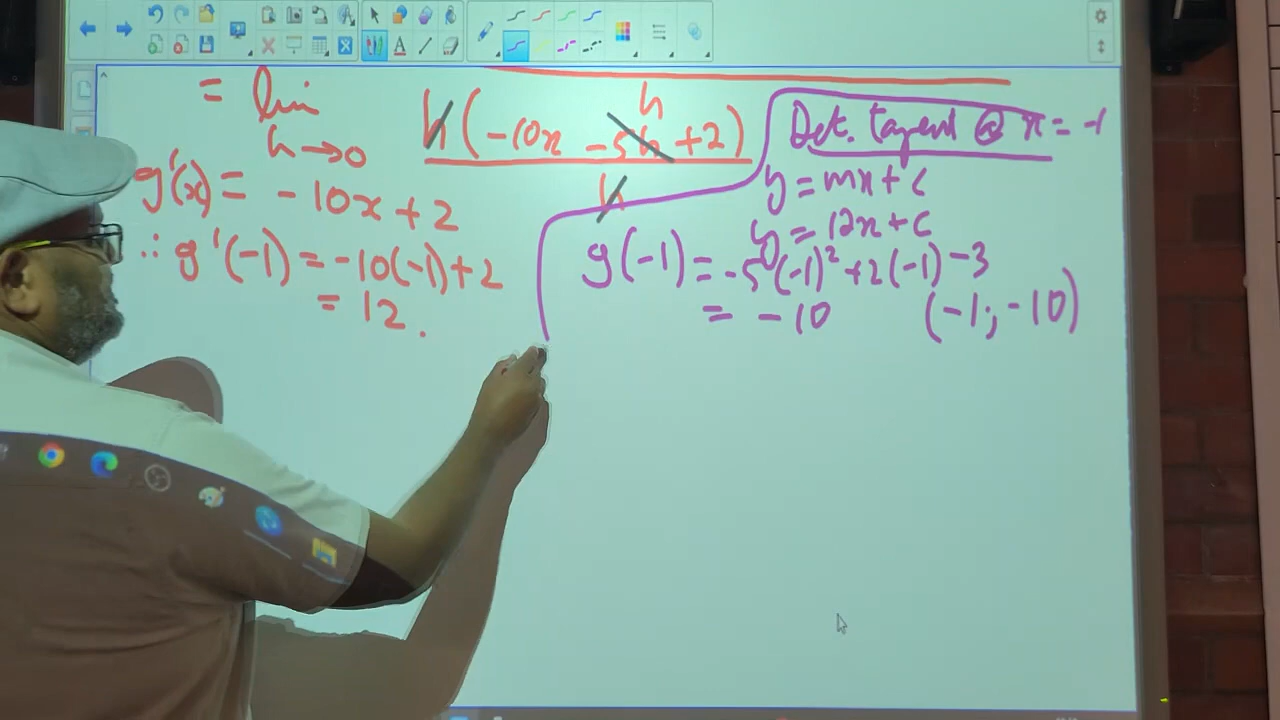 = lim
h→0
h
h(-10x -5h +2)
h
g'(x) = -10x + 2
∴ g'(-1) = -10(-1)+2
= 12.
Det. tangent @ x = -1
y = mx + c
y = 12x + c
g(-1) = -5(-1)² + 2(-1) - 3
= -10 (-1; -10)